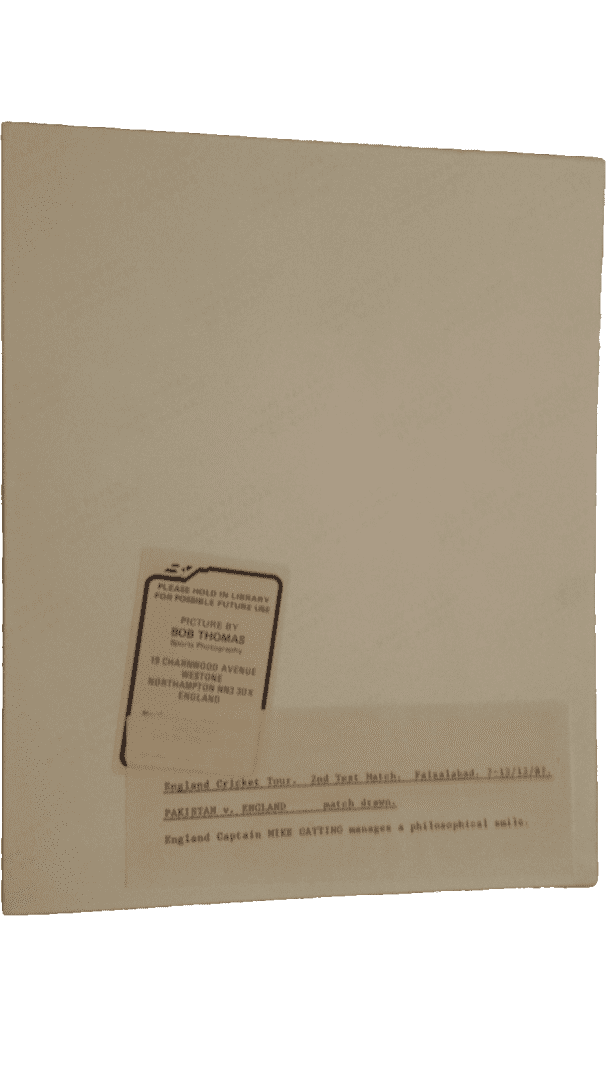 PLEASE HOLD IN LIBRARY
FOR POSSIBLE FUTURE USE
PICTURE BY
BOB THOMAS
Sports Photography
19 CHARNWOOD AVENUE
WESTONE
NORTHAMPTON NN3 3DX
ENGLAND
England Cricket Tour. 2nd Test Match. Faisalabad. 7-12/12/87.
PAKISTAN v. ENGLAND match drawn.
England Captain MIKE GATTING manages a philosophical smile.